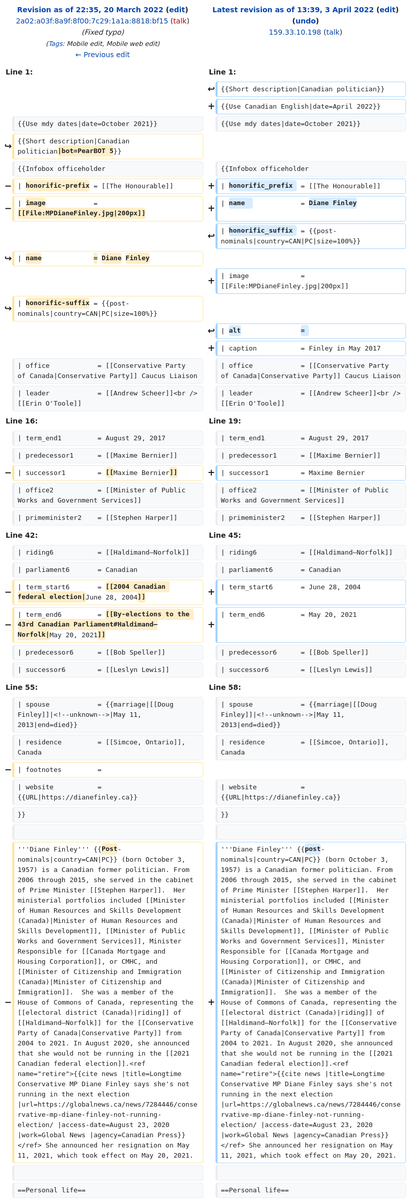 Revision as of 22:35, 20 March 2022 (edit)
2a02:a03f:8a9f:8f00:7c29:1a1a:8818:bf15 (talk)
(Fixed typo)
(Tags: Mobile edit, Mobile web edit)
← Previous edit
Latest revision as of 13:39, 3 April 2022 (edit)
(undo)
159.33.10.198 (talk)
Line 1:
Line 1:
{{Short description|Canadian politician}}
{{Use Canadian English|date=April 2022}}
{{Use mdy dates|date=October 2021}}
{{Use mdy dates|date=October 2021}}
{{Short description|Canadian
politician|bot=PearBOT 5}}
{{Infobox officeholder
{{Infobox officeholder
| honorific-prefix = [[The Honourable]]
| honorific_prefix = [[The Honourable]]
| image =
[[File:MPDianeFinley.jpg|200px]]
| name = Diane Finley
| honorific_suffix = {{post-
nominals|country=CAN|PC|size=100%}}
| name = Diane Finley
| image =
[[File:MPDianeFinley.jpg|200px]]
| honorific-suffix = {{post-
nominals|country=CAN|PC|size=100%}}
| alt =
| caption = Finley in May 2017
| office = [[Conservative Party
of Canada|Conservative Party]] Caucus Liaison
| office = [[Conservative Party
of Canada|Conservative Party]] Caucus Liaison
| leader = [[Andrew Scheer]]<br />
[[Erin O'Toole]]
| leader = [[Andrew Scheer]]<br />
[[Erin O'Toole]]
Line 16:
Line 19:
| term_end1 = August 29, 2017
| term_end1 = August 29, 2017
| predecessor1 = [[Maxime Bernier]]
| predecessor1 = [[Maxime Bernier]]
| successor1 = [[Maxime Bernier]]
| successor1 = Maxime Bernier
| office2 = [[Minister of Public
Works and Government Services]]
| office2 = [[Minister of Public
Works and Government Services]]
| primeminister2 = [[Stephen Harper]]
| primeminister2 = [[Stephen Harper]]
Line 42:
Line 45:
| riding6 = [[Haldimand—Norfolk]]
| riding6 = [[Haldimand—Norfolk]]
| parliament6 = Canadian
| parliament6 = Canadian
| term_start6 = [[2004 Canadian
federal election|June 28, 2004]]
| term_start6 = June 28, 2004
| term_end6 = [[By-elections to the
43rd Canadian Parliament#Haldimand—
Norfolk|May 20, 2021]]
| term_end6 = May 20, 2021
| predecessor6 = [[Bob Speller]]
| predecessor6 = [[Bob Speller]]
| successor6 = [[Leslyn Lewis]]
| successor6 = [[Leslyn Lewis]]
Line 55:
Line 58:
| spouse = {{marriage|[[Doug
Finley]]|<!--unknown-->|May 11,
2013|end=died}}
| spouse = {{marriage|[[Doug
Finley]]|<!--unknown-->|May 11,
2013|end=died}}
| residence = [[Simcoe, Ontario]],
Canada
| residence = [[Simcoe, Ontario]],
Canada
| footnotes =
| website =
{{URL|https://dianefinley.ca}}
| website =
{{URL|https://dianefinley.ca}}
}}
}}
'''Diane Finley''' {{Post-
nominals|country=CAN|PC}} (born October 3,
1957) is a Canadian former politician. From
2006 through 2015, she served in the cabinet
of Prime Minister [[Stephen Harper]]. Her
ministerial portfolios included [[Minister
of Human Resources and Skills Development
(Canada)|Minister of Human Resources and
Skills Development]], [[Minister of Public
Works and Government Services]], Minister
Responsible for [[Canada Mortgage and
Housing Corporation]], or CMHC, and
[[Minister of Citizenship and Immigration
(Canada)|Minister of Citizenship and
Immigration]]. She was a member of the
House of Commons of Canada, representing the
[[electoral district (Canada)|riding]] of
[[Haldimand—Norfolk]] for the [[Conservative
Party of Canada|Conservative Party]] from
2004 to 2021. In August 2020, she announced
that she would not be running in the [[2021
Canadian federal election]].<ref
name="retire">{{cite news |title=Longtime
Conservative MP Diane Finley says she's not
running in the next election
|url=https://globalnews.ca/news/7284446/conse
rvative-mp-diane-finley-not-running-
election/ |access-date=August 23, 2020
|work=Global News |agency=Canadian Press}}
</ref> She announced her resignation on May
11, 2021, which took effect on May 20, 2021.
'''Diane Finley''' {{post-
nominals|country=CAN|PC}} (born October 3,
1957) is a Canadian former politician. From
2006 through 2015, she served in the cabinet
of Prime Minister [[Stephen Harper]]. Her
ministerial portfolios included [[Minister
of Human Resources and Skills Development
(Canada)|Minister of Human Resources and
Skills Development]], [[Minister of Public
Works and Government Services]], Minister
Responsible for [[Canada Mortgage and
Housing Corporation]], or CMHC, and
[[Minister of Citizenship and Immigration
(Canada)|Minister of Citizenship and
Immigration]]. She was a member of the
House of Commons of Canada, representing the
[[electoral district (Canada)|riding]] of
[[Haldimand—Norfolk]] for the [[Conservative
Party of Canada|Conservative Party]] from
2004 to 2021. In August 2020, she announced
that she would not be running in the [[2021
Canadian federal election]].<ref
name="retire">{{cite news |title=Longtime
Conservative MP Diane Finley says she's not
running in the next election
|url=https://globalnews.ca/news/7284446/conse
rvative-mp-diane-finley-not-running-
election/ |access-date=August 23, 2020
|work=Global News |agency=Canadian Press}}
</ref> She announced her resignation on May
11, 2021, which took effect on May 20, 2021.
==Personal life==
==Personal life==